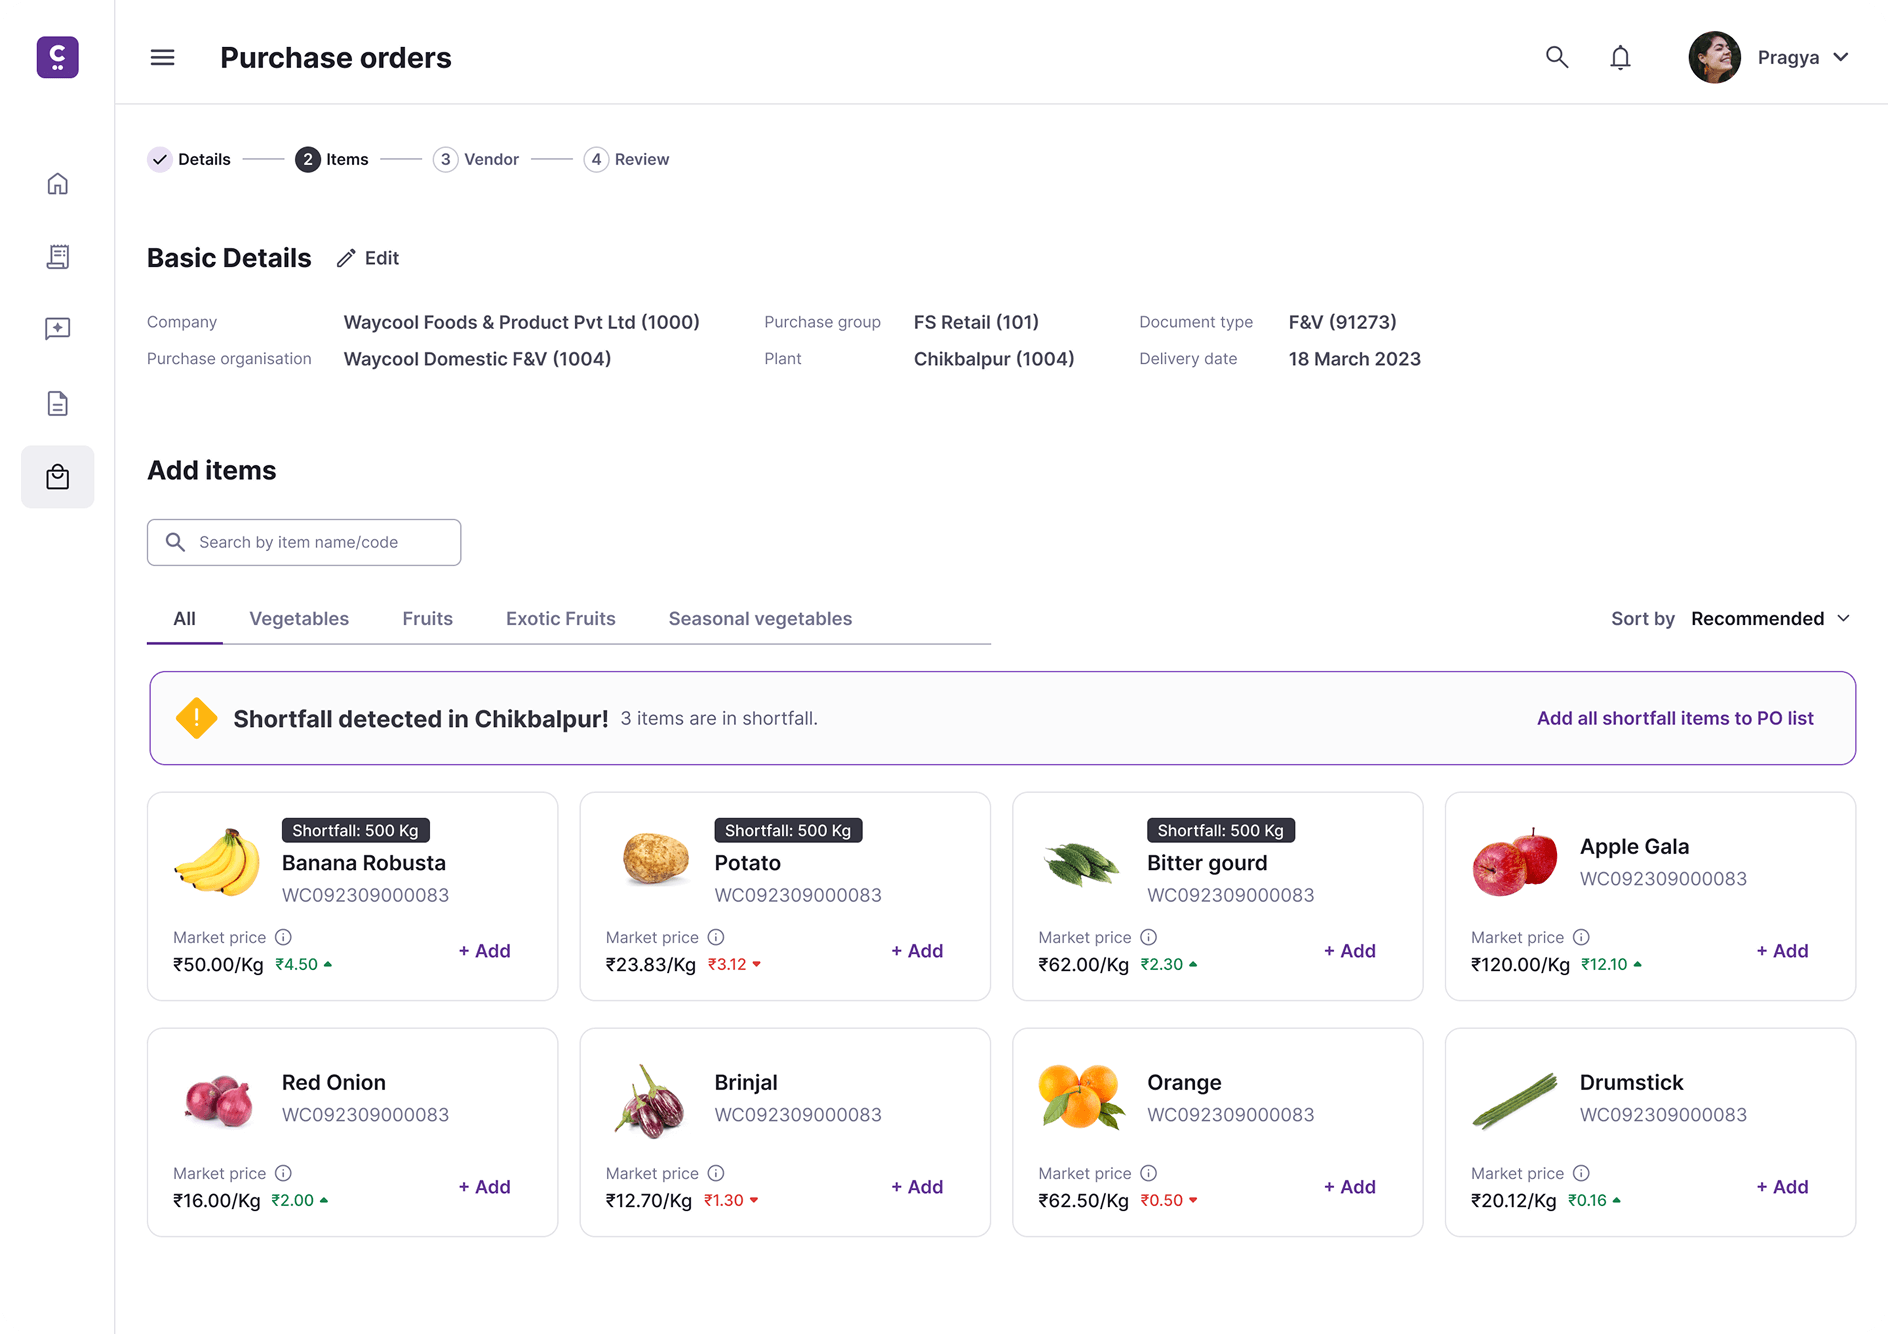 Purchase orders
Pragya
Details
2 Items
3 Vendor
4 Review
Basic Details
Edit
Company Waycool Foods & Product Pvt Ltd (1000) Purchase group FS Retail (101) Document type F&V (91273)
Purchase organisation Waycool Domestic F&V (1004) Plant Chikbalpur (1004) Delivery date 18 March 2023
Add items
Search by item name/code
All Vegetables Fruits Exotic Fruits Seasonal vegetables Sort by Recommended
Shortfall detected in Chikbalpur! 3 items are in shortfall. Add all shortfall items to PO list
Shortfall: 500 Kg
Banana Robusta
WC092309000083
Market price
₹50.00/Kg ₹4.50
+ Add
Shortfall: 500 Kg
Potato
WC092309000083
Market price
₹23.83/Kg ₹3.12
+ Add
Shortfall: 500 Kg
Bitter gourd
WC092309000083
Market price
₹62.00/Kg ₹2.30
+ Add
Apple Gala
WC092309000083
Market price
₹120.00/Kg ₹12.10
+ Add
Red Onion
WC092309000083
Market price
₹16.00/Kg ₹2.00
+ Add
Brinjal
WC092309000083
Market price
₹12.70/Kg ₹1.30
+ Add
Orange
WC092309000083
Market price
₹62.50/Kg ₹0.50
+ Add
Drumstick
WC092309000083
Market price
₹20.12/Kg ₹0.16
+ Add